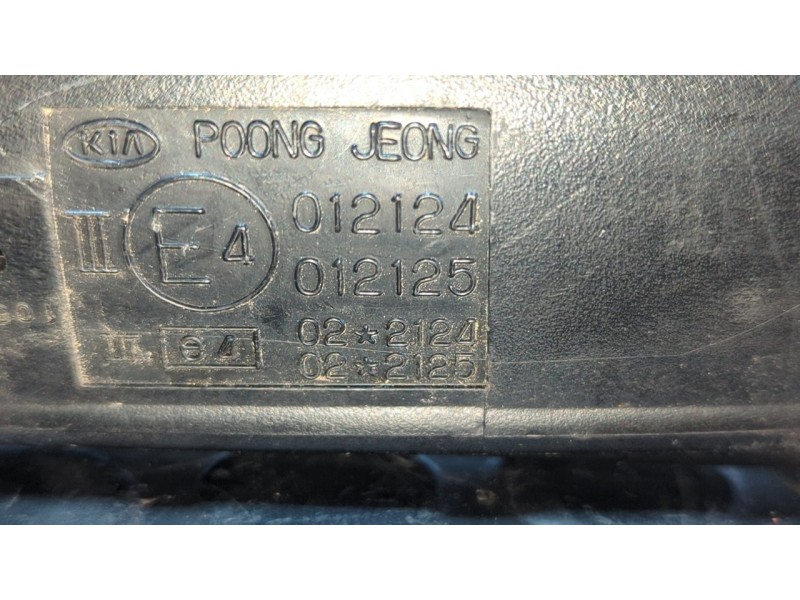 KIA POONG JEONG
III E4 012124
012125
III e4 02*2124
02*2125